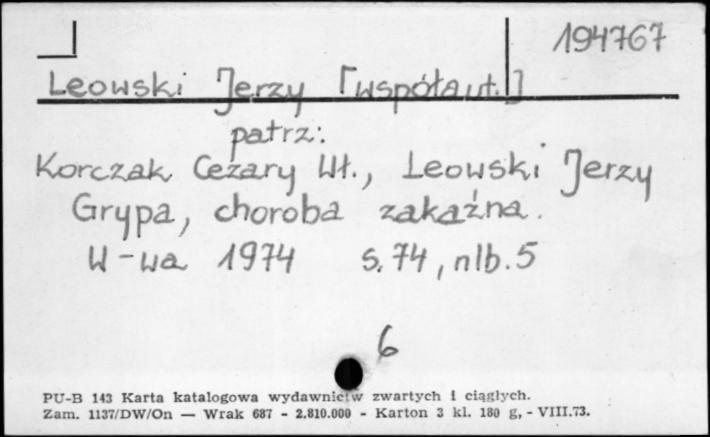 194767
Leowski Jerzy [współaut.]
patrz:
Korczak Cezary Wł., Leowski Jerzy
Grypa, choroba zakaźna.
W-wa 1974 s. 74, nlb. 5
6
PU-B 143 Karta katalogowa wydawnictw zwartych i ciągłych.
Zam. 1137/DW/On — Wrak 687 - 2.810.000 - Karton 3 kl. 180 g, - VIII.73.